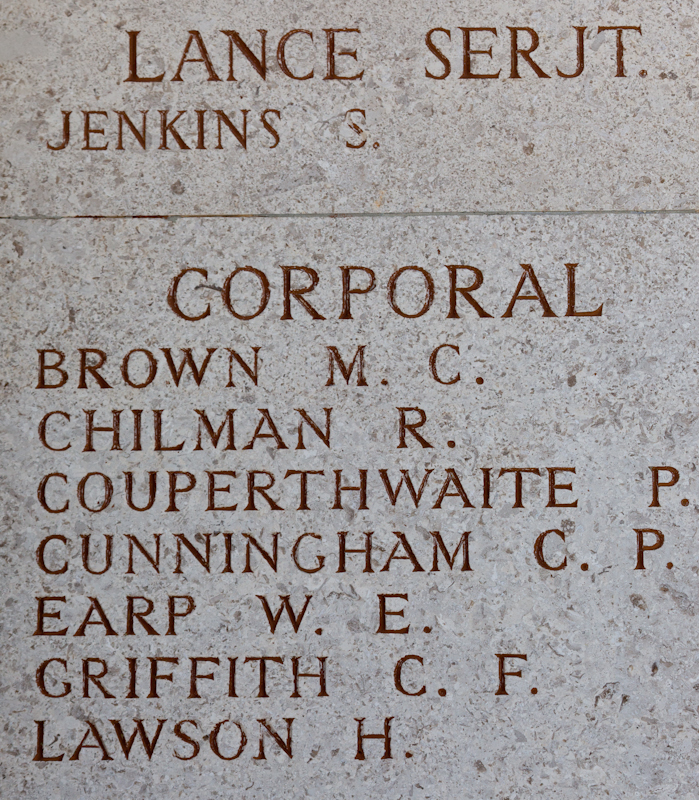 LANCE SERJT.
JENKINS S.
CORPORAL
BROWN M. C.
CHILMAN R.
COUPERTHWAITE P.
CUNNINGHAM C. P.
EARP W. E.
GRIFFITH C. F.
LAWSON H.